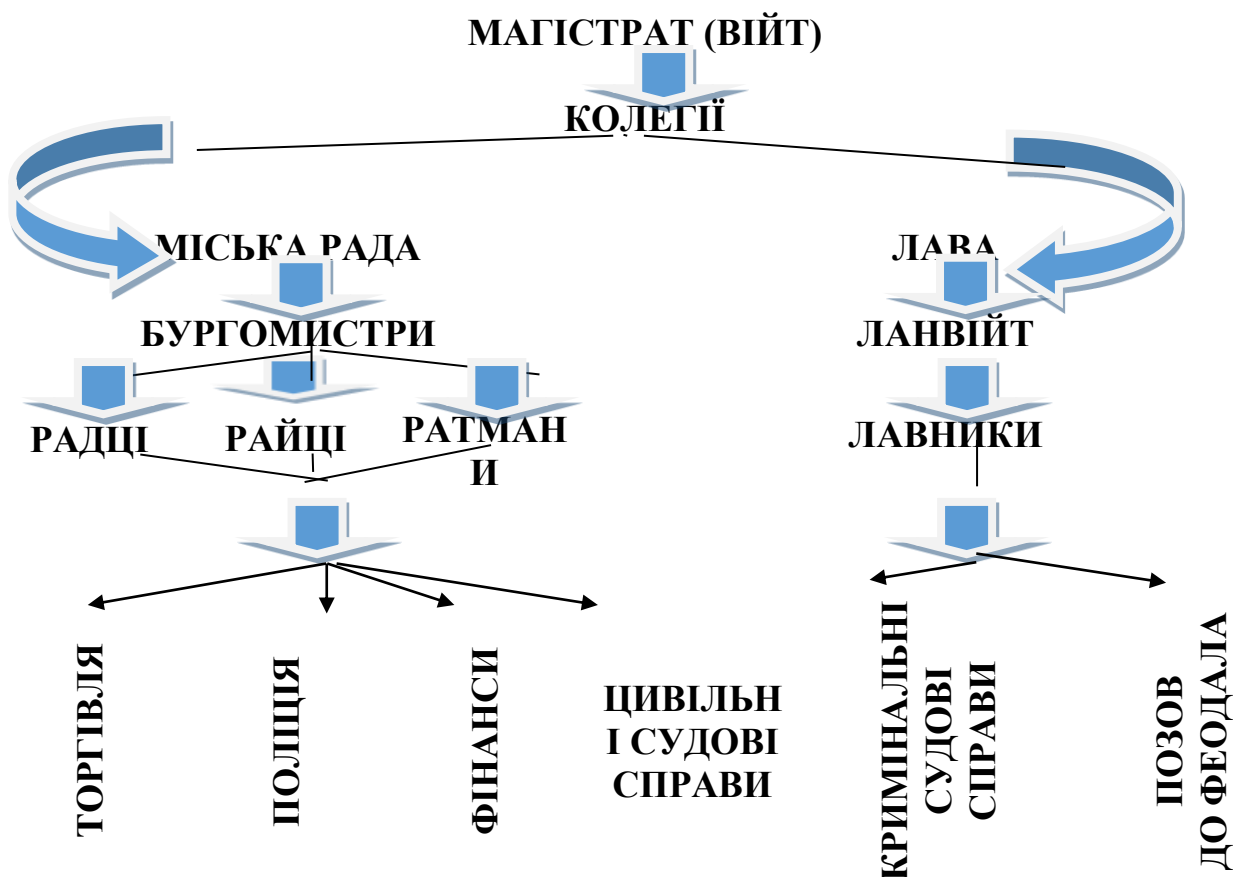 МАГІСТРАТ (ВІЙТ)
КОЛЕГІЇ
МІСЬКА РАДА
ЛАВА
БУРГОМИСТРИ
ЛАНВІЙТ
РАДЦІ
РАЙЦІ
РАТМАН
И
ЛАВНИКИ
ТОРГІВЛЯ
ПОЛІЦІЯ
ФІНАНСИ
ЦИВІЛЬН
І СУДОВІ
СПРАВИ
КРИМІНАЛЬНІ
СУДОВІ
СПРАВИ
ПОЗОВ
ДО ФЕОДАЛА